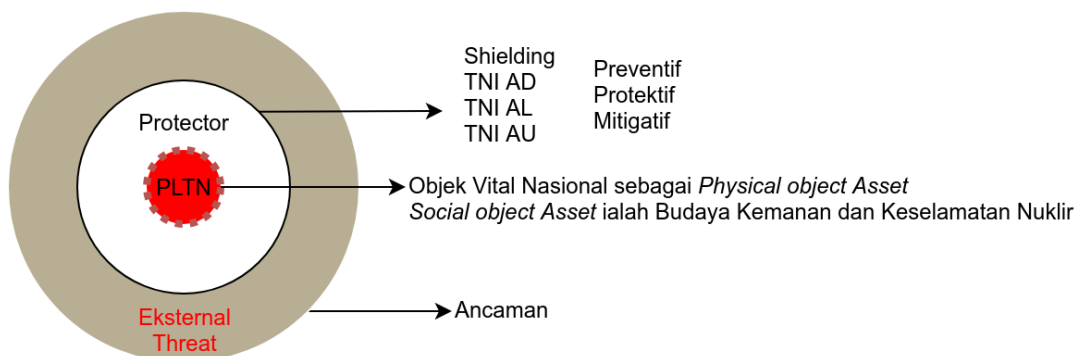 Shielding
TNI AD
TNI AL
TNI AU
Preventif
Protektif
Mitigatif
Protector
PLTN
Objek Vital Nasional sebagai Physical object Asset
Social object Asset ialah Budaya Kemanan dan Keselamatan Nuklir
Eksternal
Threat
Ancaman